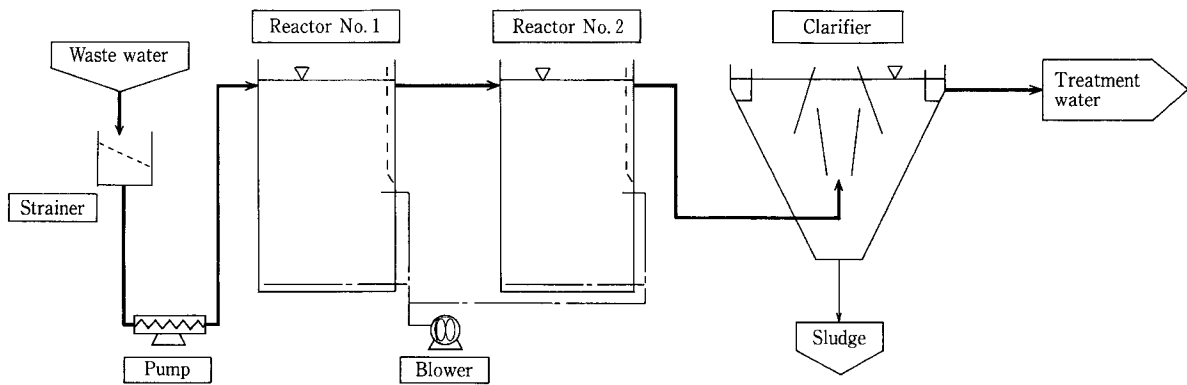 Reactor No. 1
Reactor No. 2
Clarifier
Waste water
Treatment
water
Strainer
Pump
Blower
Sludge